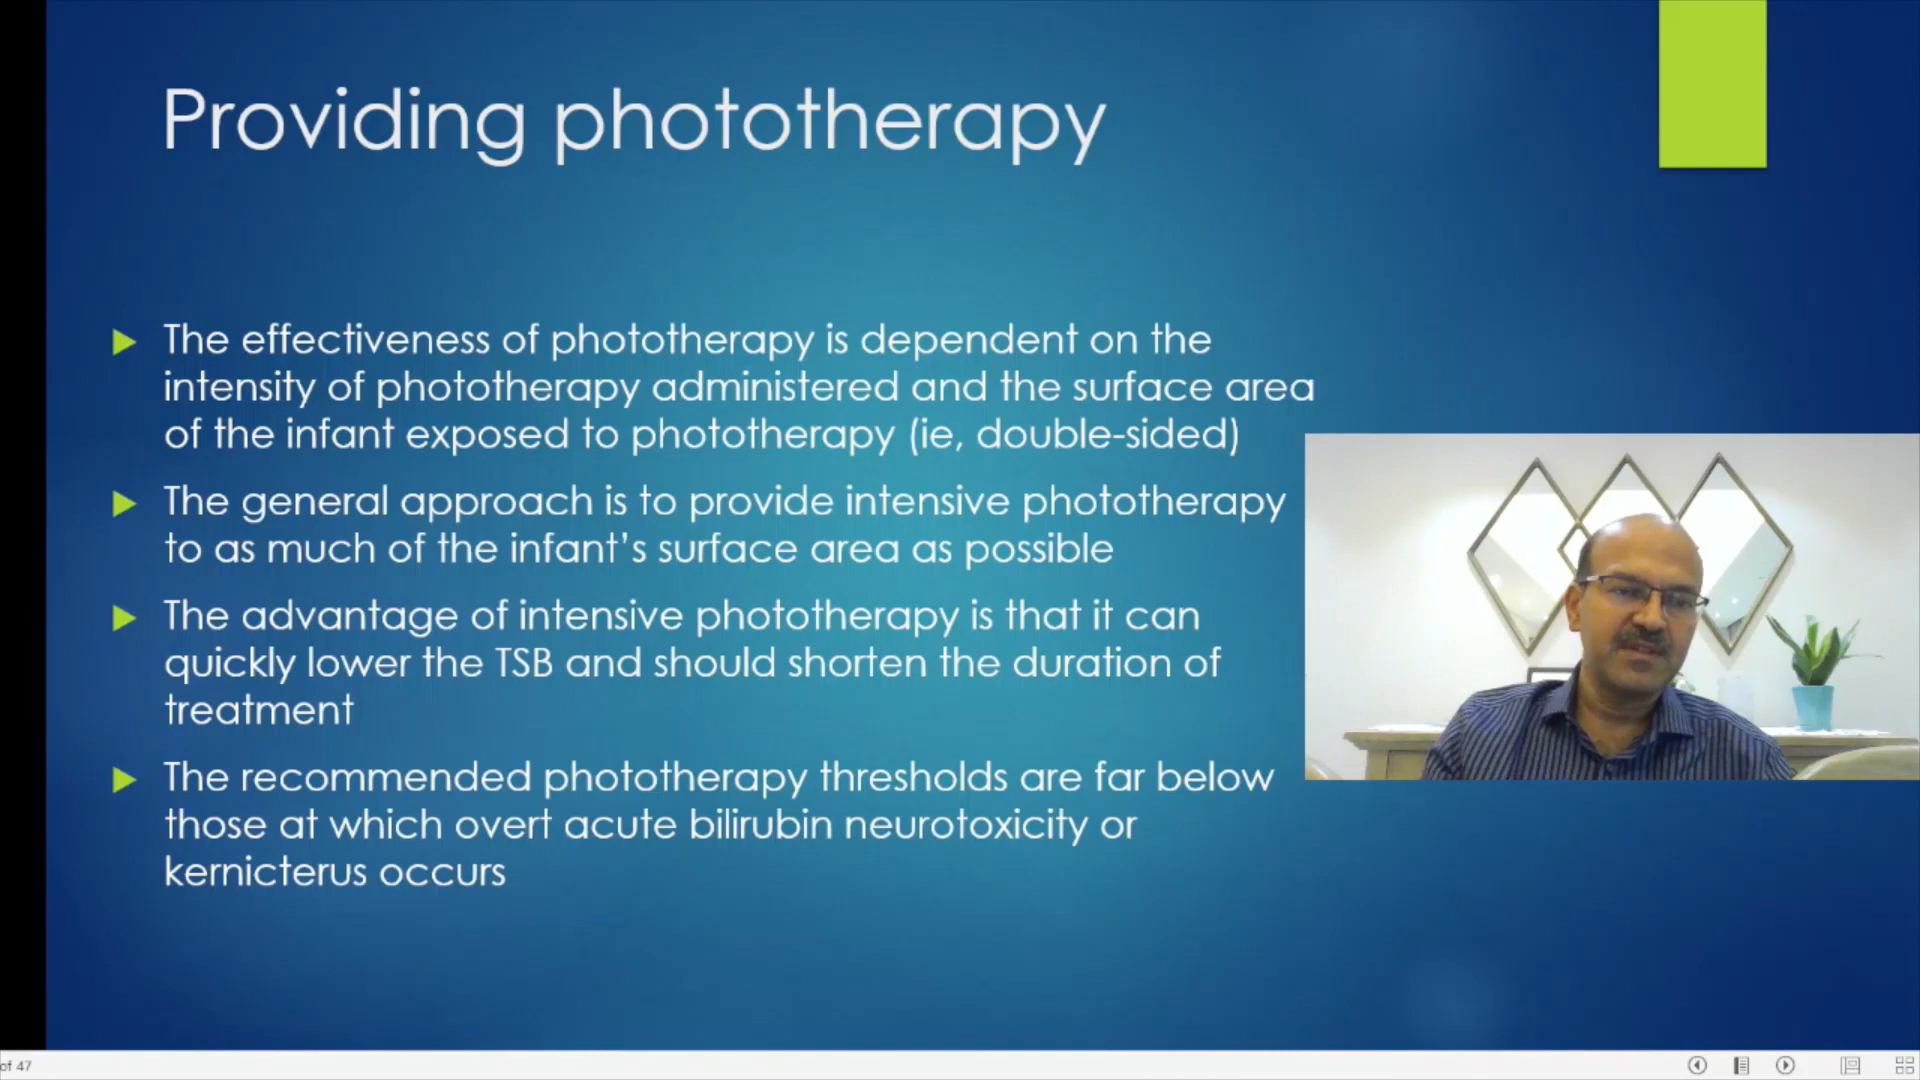 Providing phototherapy
The effectiveness of phototherapy is dependent on the
intensity of phototherapy administered and the surface area
of the infant exposed to phototherapy (ie, double-sided)
The general approach is to provide intensive phototherapy
to as much of the infant's surface area as possible
The advantage of intensive phototherapy is that it can
quickly lower the TSB and should shorten the duration of
treatment
The recommended phototherapy thresholds are far below
those at which overt acute bilirubin neurotoxicity or
kernicterus occurs
of 47